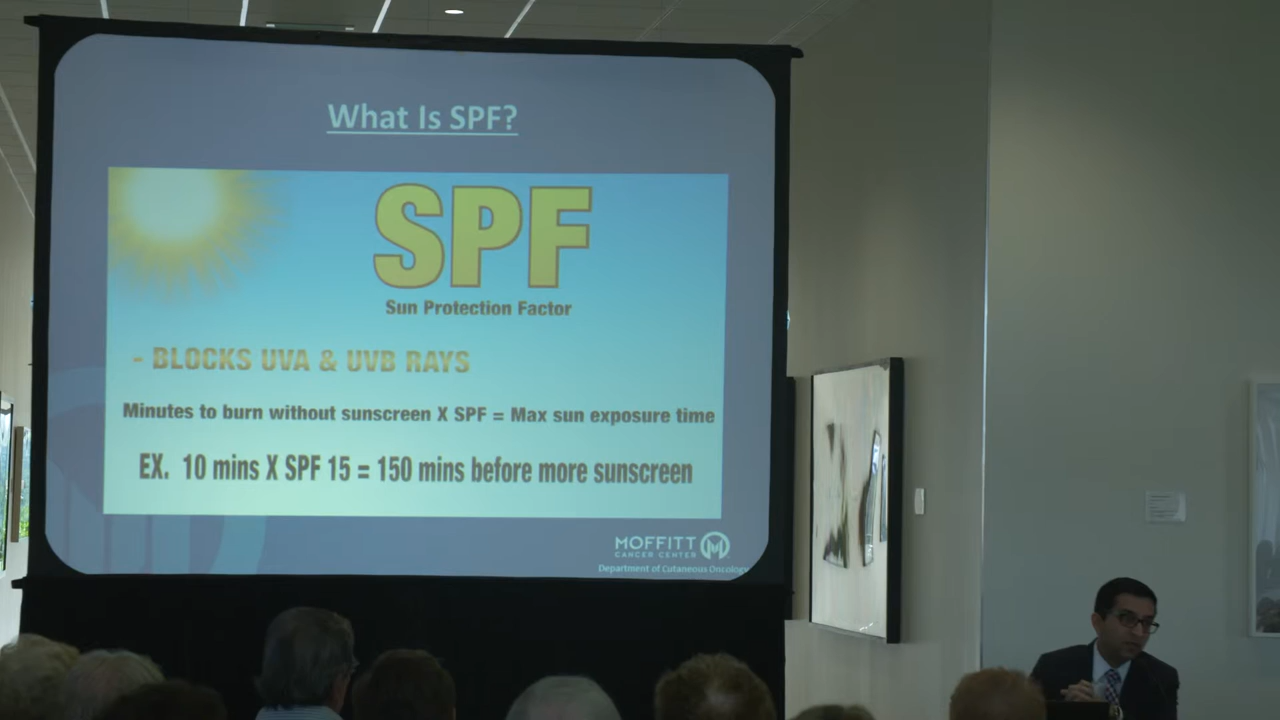 What Is SPF?
SPF
Sun Protection Factor
- BLOCKS UVA & UVB RAYS
Minutes to burn without sunscreen X SPF = Max sun exposure time
EX. 10 mins X SPF 15 = 150 mins before more sunscreen
MOFFITT
CANCER CENTER
Department of Cutaneous Oncology